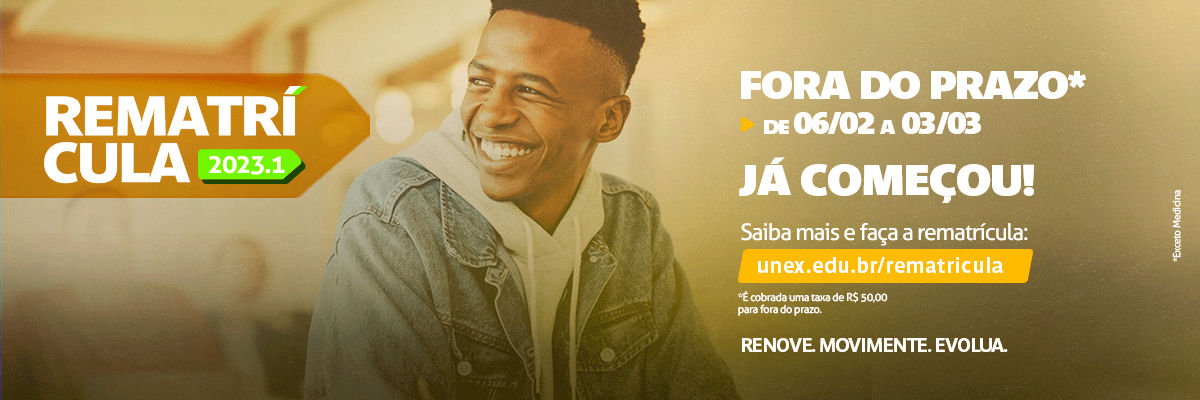 REMATRÍ
CULA 2023.1
FORA DO PRAZO*
DE 06/02 A 03/03
JÁ COMEÇOU!
Saiba mais e faça a rematrícula:
unex.edu.br/rematricula
*É cobrada uma taxa de R$ 50,00
para fora do prazo.
RENOVE. MOVIMENTE. EVOLUA.
*Exceto Medicina